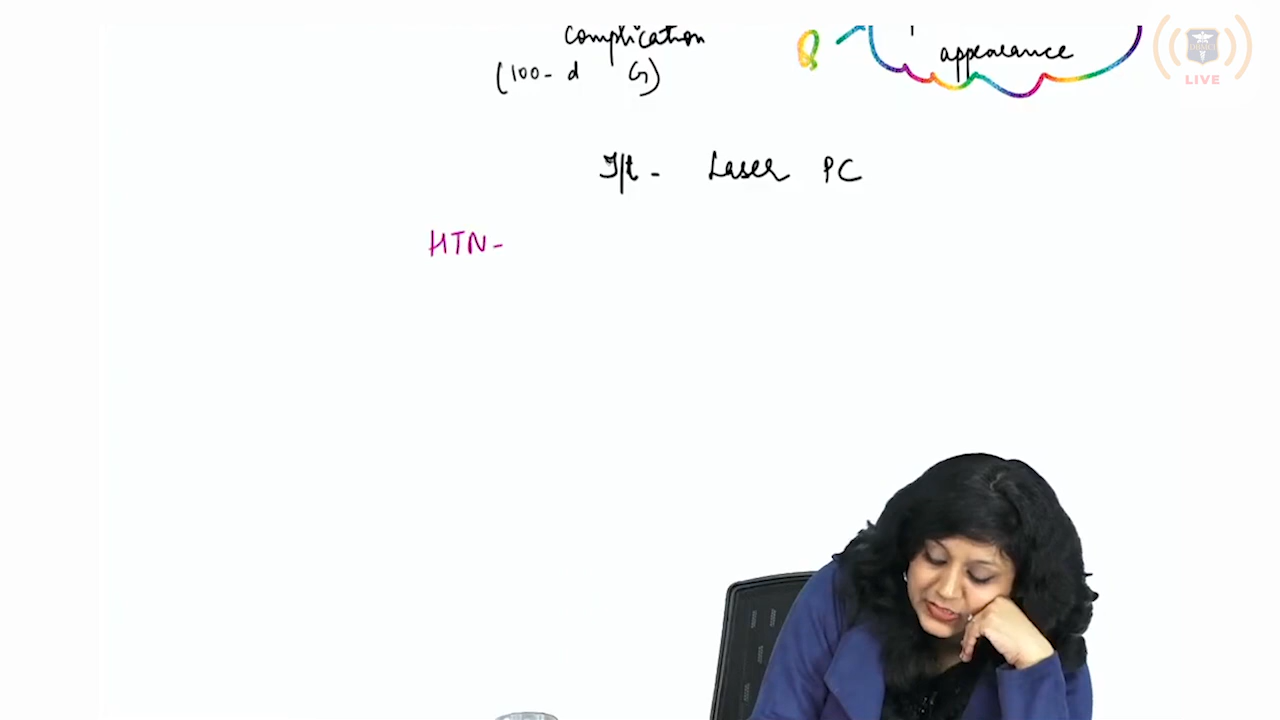 complication
appearance
(100- d G)
T/t - Laser PC
HTN -
LIVE